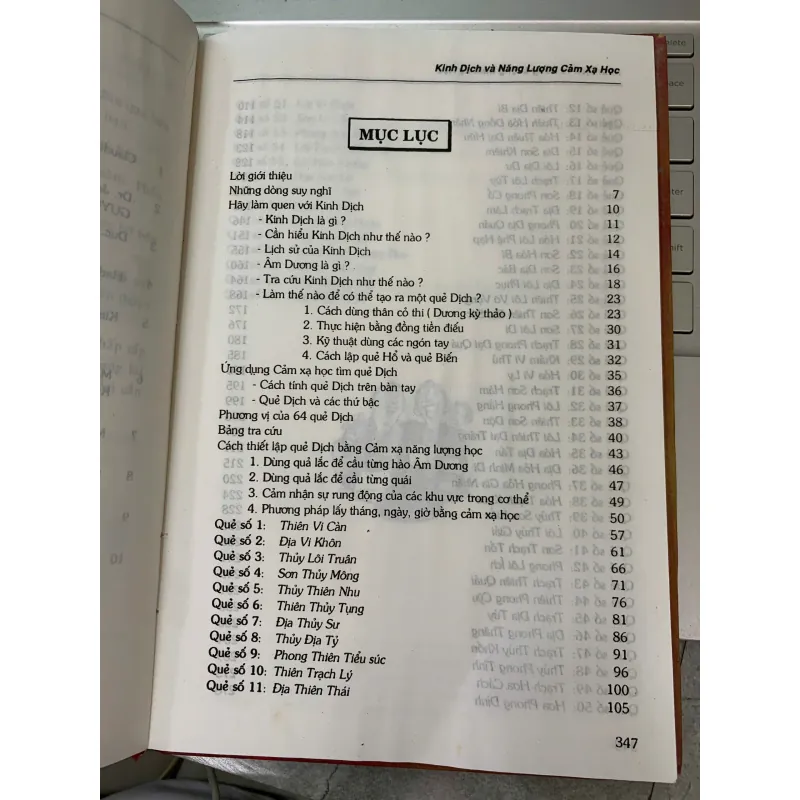 Kinh Dịch và Năng Lượng Cảm Xạ Học
MỤC LỤC
Lời giới thiệu
Những dòng suy nghĩ 7
Hãy làm quen với Kinh Dịch 10
- Kinh Dịch là gì ? 11
- Cần hiểu Kinh Dịch như thế nào ? 12
- Lịch sử của Kinh Dịch 14
- Âm Dương là gì ? 16
- Tra cứu Kinh Dịch như thế nào ? 18
- Làm thế nào để có thể tạo ra một quẻ Dịch ? 23
1. Cách dùng thân cỏ thi ( Dương kỳ thảo ) 23
2. Thực hiện bằng đồng tiền điếu 30
3. Kỹ thuật dùng các ngón tay 31
4. Cách lập quẻ Hổ và quẻ Biến 32
Ứng dụng Cảm xạ học tìm quẻ Dịch 35
- Cách tính quẻ Dịch trên bàn tay 36
- Quẻ Dịch và các thứ bậc 37
Phương vị của 64 quẻ Dịch 38
Bảng tra cứu 40
Cách thiết lập quẻ Dịch bằng Cảm xạ năng lượng học 43
1. Dùng quả lắc để cầu từng hào Âm Dương 46
2. Dùng quả lắc để cầu từng quái 47
3. Cảm nhận sự rung động của các khu vực trong cơ thể 49
4. Phương pháp lấy tháng, ngày, giờ bằng cảm xạ học 50
Quẻ số 1: Thiên Vi Càn 57
Quẻ số 2: Địa Vi Khôn 61
Quẻ số 3: Thủy Lôi Truân 66
Quẻ số 4: Sơn Thủy Mông 71
Quẻ số 5: Thủy Thiên Nhu 76
Quẻ số 6: Thiên Thủy Tụng 81
Quẻ số 7: Địa Thủy Sư 86
Quẻ số 8: Thủy Địa Tỷ 91
Quẻ số 9: Phong Thiên Tiểu súc 96
Quẻ số 10: Thiên Trạch Lý 100
Quẻ số 11: Địa Thiên Thái 105
347